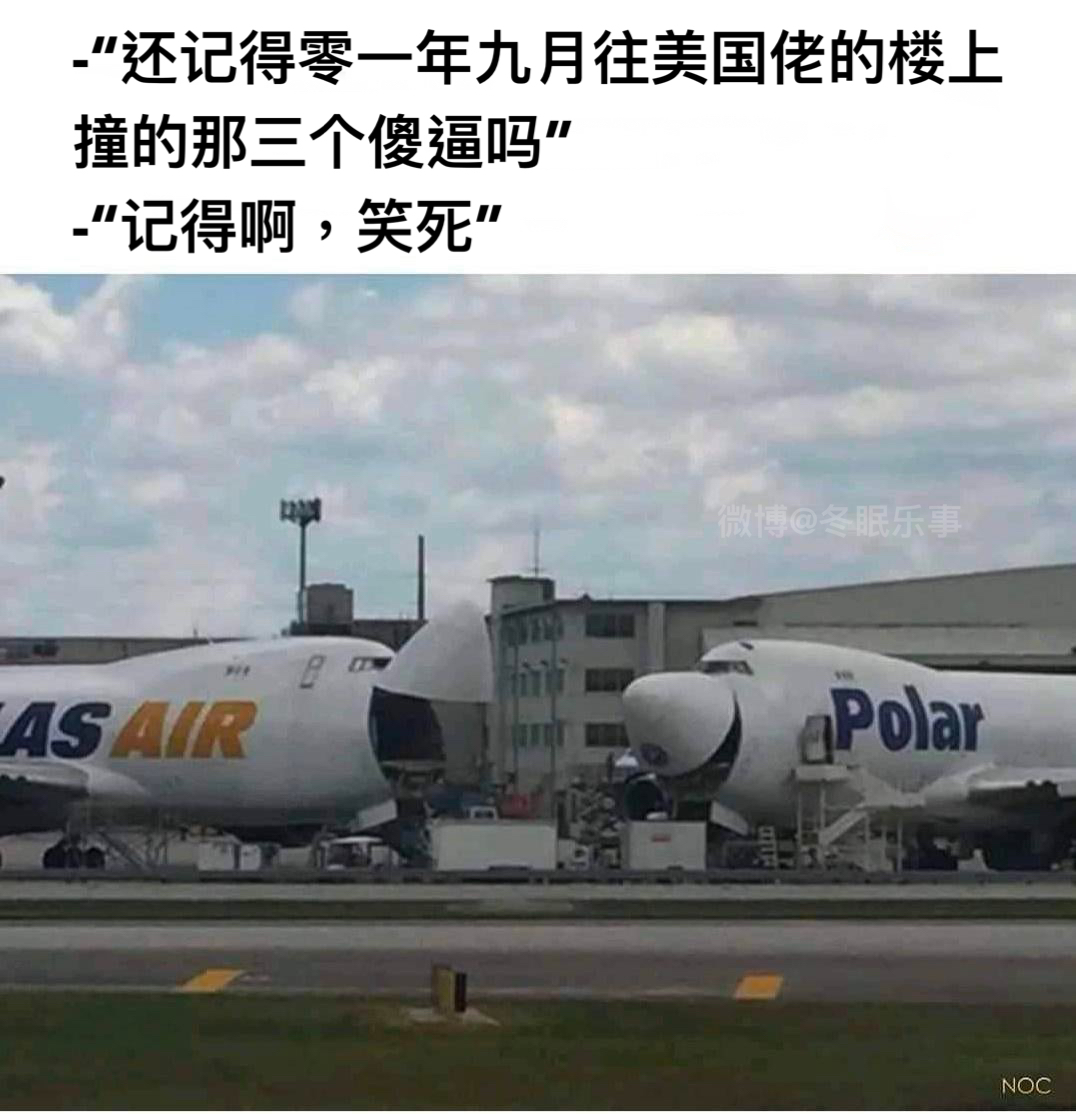 -“还记得零一年九月往美国佬的楼上
撞的那三个傻逼吗”
-“记得啊，笑死”
微博@冬眠乐事
LAS AIR
Polar
NOC